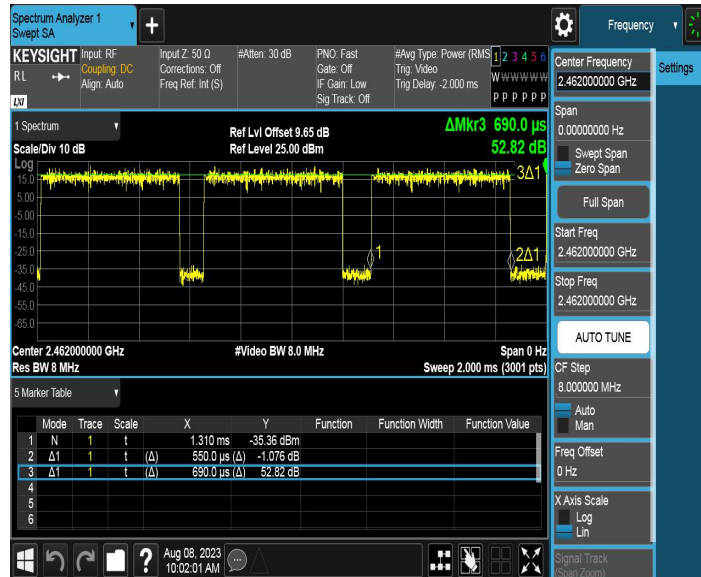 Spectrum Analyzer 1
Swept SA
Frequency
KEYSIGHT
Input: RF
Coupling: DC
Align: Auto
Input Z: 50 Ω
Corrections: Off
Freq Ref: Int (S)
#Atten: 30 dB
PNO: Fast
Gate: Off
IF Gain: Low
Sig Track: Off
#Avg Type: Power (RMS
Trig: Video
Trig Delay: -2.000 ms
1 2 3 4 5 6
W W W W W W
P P P P P P
R L
LXI
1 Spectrum
Scale/Div 10 dB
Ref Lvl Offset 9.65 dB
Ref Level 25.00 dBm
ΔMkr3 690.0 µs
52.82 dB
Log
15.0
5.00
-5.00
-15.0
-25.0
-35.0
-45.0
-55.0
-65.0
3Δ1
1
2Δ1
Center 2.462000000 GHz
#Video BW 8.0 MHz
Span 0 Hz
Res BW 8 MHz
Sweep 2.000 ms (3001 pts)
5 Marker Table
Mode Trace Scale X Y Function Function Width Function Value
1 N 1 t 1.310 ms -35.36 dBm
2 Δ1 1 t (Δ) 550.0 µs (Δ) -1.076 dB
3 Δ1 1 t (Δ) 690.0 µs (Δ) 52.82 dB
4
5
6
?
Aug 08, 2023
10:02:01 AM
Center Frequency
2.462000000 GHz
Settings
Span
0.00000000 Hz
Swept Span
Zero Span
Full Span
Start Freq
2.462000000 GHz
Stop Freq
2.462000000 GHz
AUTO TUNE
CF Step
8.000000 MHz
Auto
Man
Freq Offset
0 Hz
X Axis Scale
Log
Lin
Signal Track
(Span Zoom)